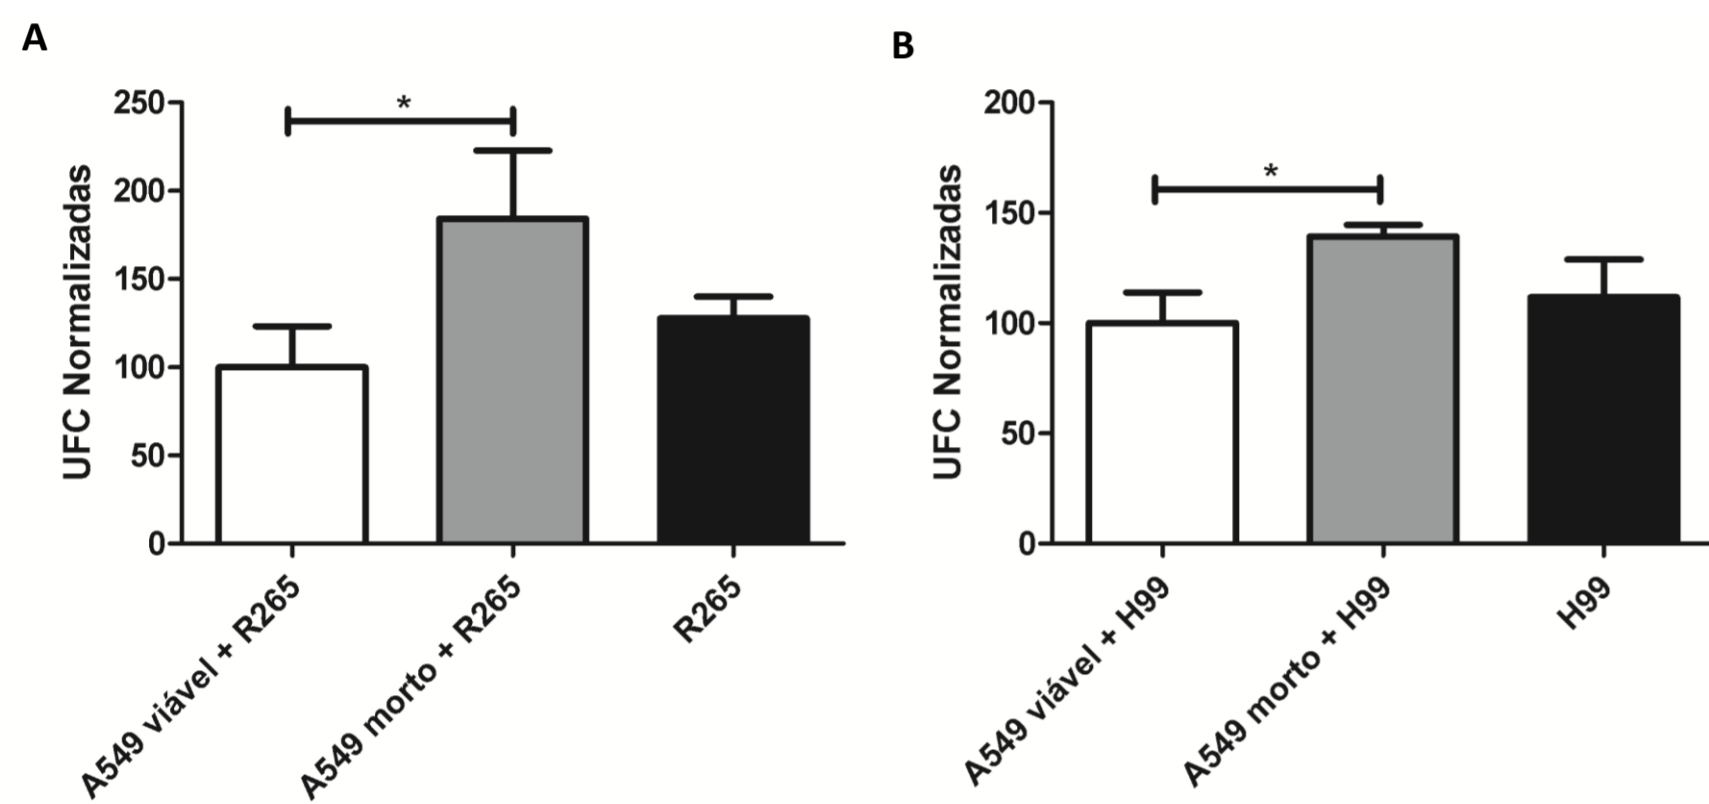 A
UFC Normalizadas
250
200
150
100
50
0
*
A549 viável + R265
A549 morto + R265
R265
B
UFC Normalizadas
200
150
100
50
0
*
A549 viável + H99
A549 morto + H99
H99